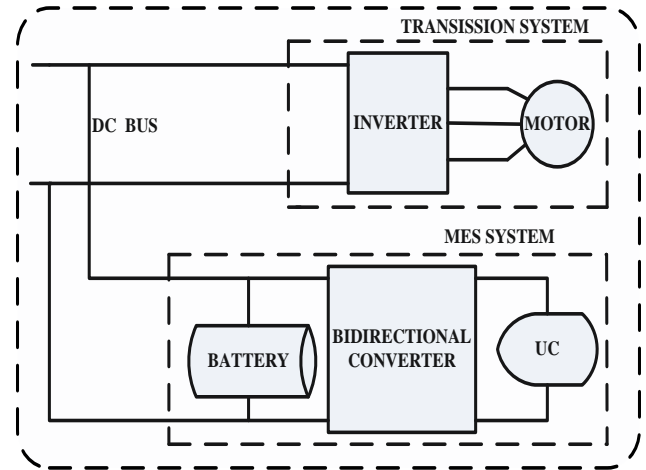 TRANSISSION SYSTEM
DC BUS
INVERTER
MOTOR
MES SYSTEM
BATTERY
BIDIRECTIONAL
CONVERTER
UC